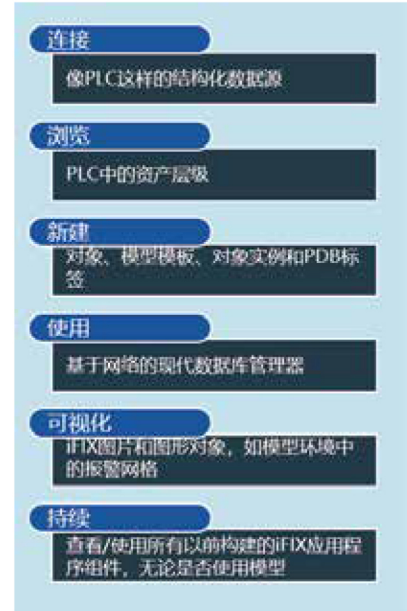 连接
像PLC这样的结构化数据源
浏览
PLC中的资产层级
新建
对象、模型模板、对象实例和PDB标
签
使用
基于网络的现代数据库管理器
可视化
iFIX图片和图形对象，如模型环境中
的报警网格
持续
查看/使用所有以前构建的iFIX应用程
序组件，无论是否使用模型